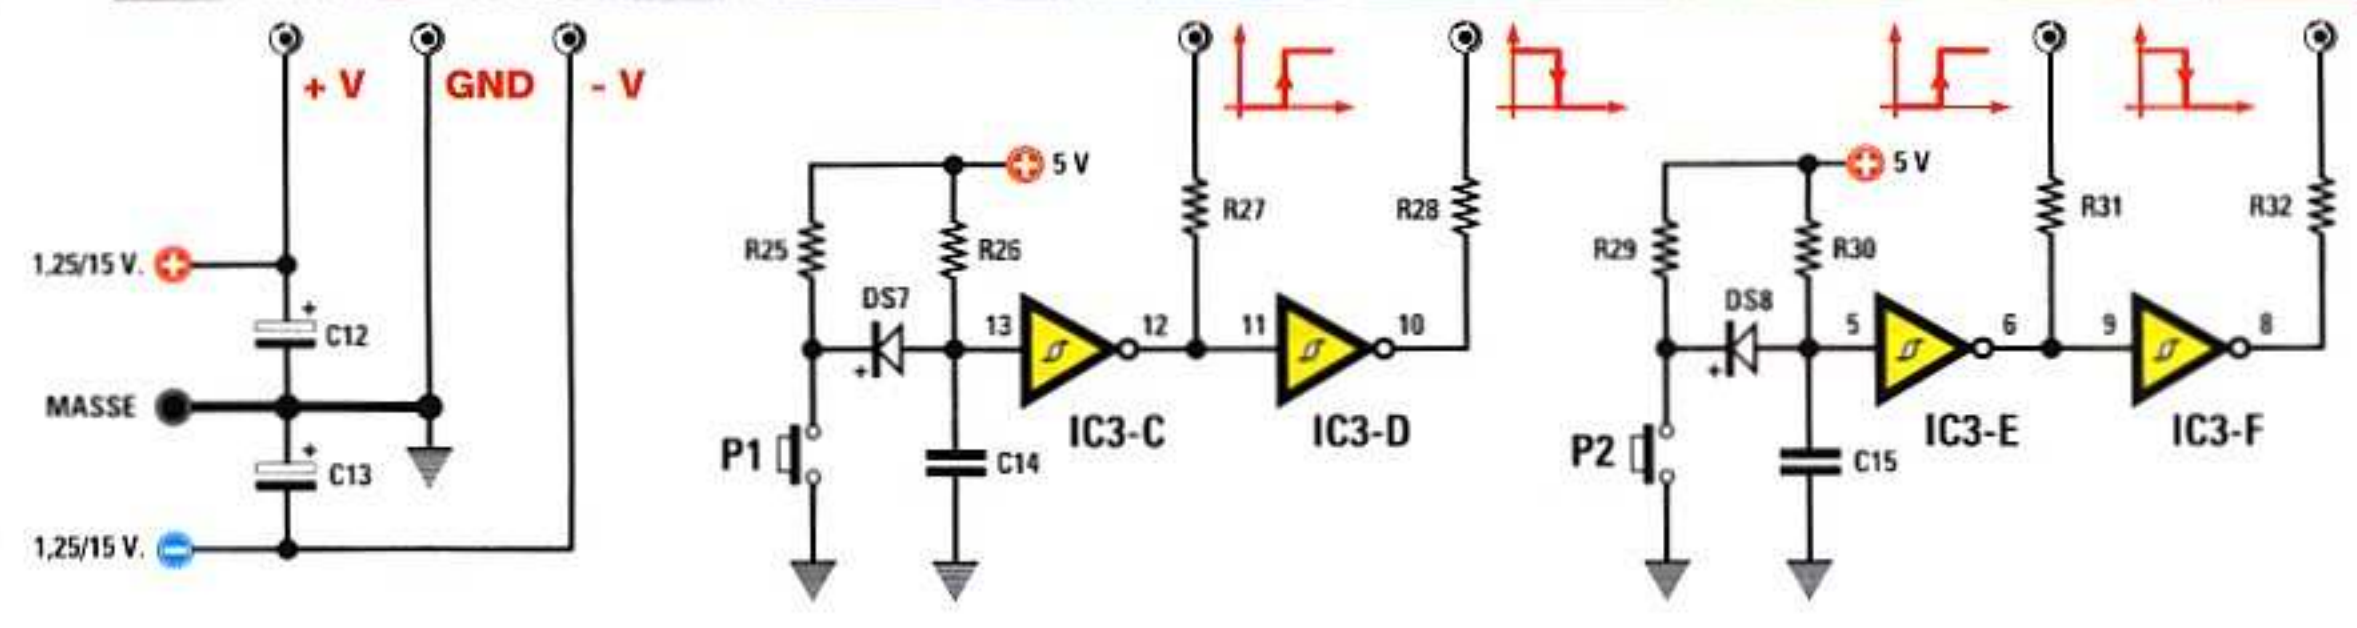 + V
GND
- V
1,25/15 V.
+
C12
MASSE
+
C13
1,25/15 V.
5 V
R25
R26
R27
R28
DS7
+
13
12
11
10
IC3-C
IC3-D
P1
C14
5 V
R29
R30
R31
R32
DS8
+
5
6
9
8
IC3-E
IC3-F
P2
C15